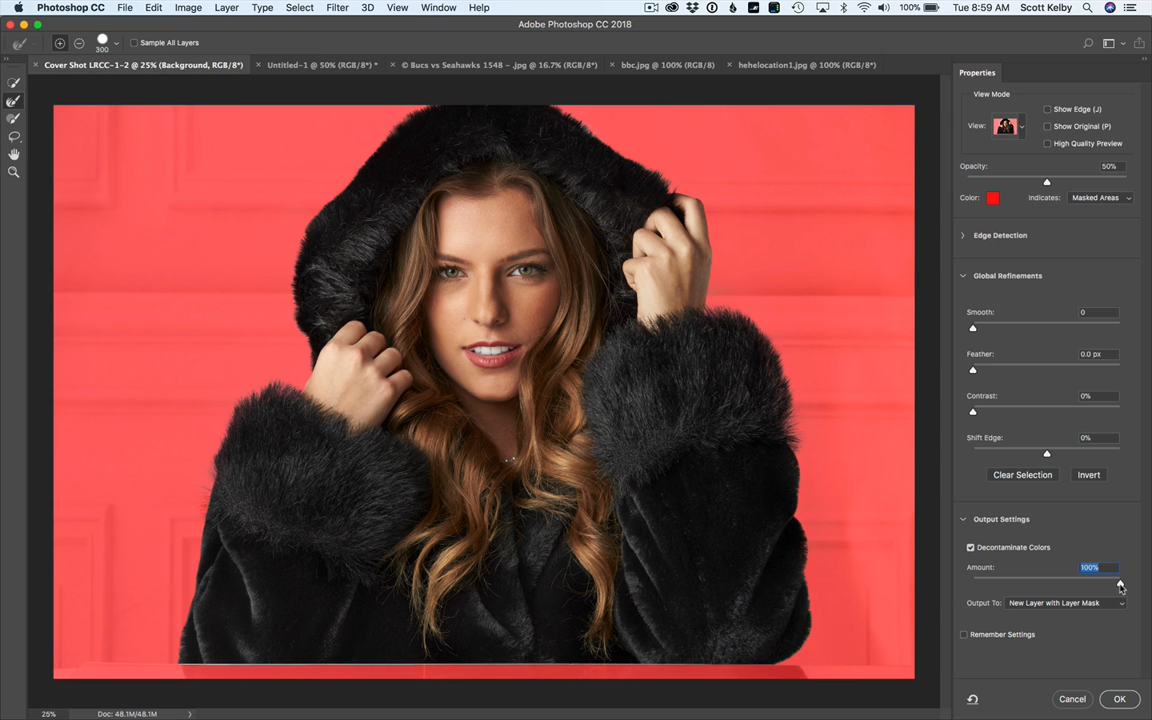 Photoshop CC File Edit Image Layer Type Select Filter 3D View Window Help 100% Tue 8:59 AM Scott Kelby
Adobe Photoshop CC 2018
300 Sample All Layers
Cover Shot LRCC-1-2 @ 25% (Background, RGB/8*) Untitled-1 @ 50% (RGB/8*) * © Bucs vs Seahawks 1548 - .jpg @ 16.7% (RGB/8*) bbc.jpg @ 100% (RGB/8) hehelocation1.jpg @ 100% (RGB/8*)
Properties
View Mode
View:
Show Edge (J)
Show Original (P)
High Quality Preview
Opacity: 50%
Color: Indicates: Masked Areas
Edge Detection
Global Refinements
Smooth: 0
Feather: 0.0 px
Contrast: 0%
Shift Edge: 0%
Clear Selection Invert
Output Settings
Decontaminate Colors
Amount: 100%
Output To: New Layer with Layer Mask
Remember Settings
Cancel OK
25% Doc: 48.1M/48.1M